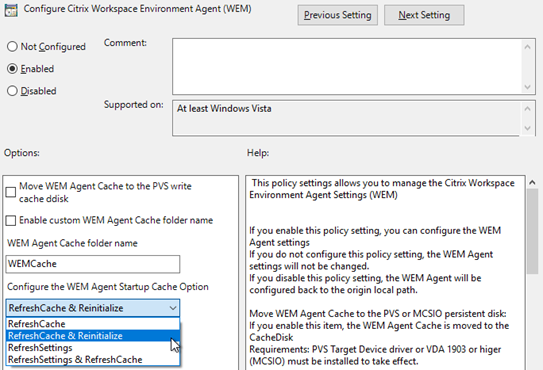 Configure Citrix Workspace Environment Agent (WEM)
Previous Setting
Next Setting
Not Configured
Comment:
Enabled
Disabled
Supported on:
At least Windows Vista
Options:
Help:
Move WEM Agent Cache to the PVS write
cache ddisk
Enable custom WEM Agent Cache folder name
WEM Agent Cache folder name
WEMCache
Configure the WEM Agent Startup Cache Option
RefreshCache & Reinitialize
RefreshCache
RefreshCache & Reinitialize
RefreshSettings
RefreshSettings & RefreshCache
This policy settings allows you to manage the Citrix Workspace
Environment Agent Settings (WEM)
If you enable this policy setting, you can configure the WEM
Agent settings
If you do not configure this policy setting, the WEM Agent
settings will not be changed.
If you disable this policy setting, the WEM Agent will be
configured back to the origin local path.
Move WEM Agent Cache to the PVS or MCSIO persistent disk:
If you enable this item, the WEM Agent Cache is moved to the
CacheDisk
Requirements: PVS Target Device driver or VDA 1903 or higer
(MCSIO) must be installed to take effect.